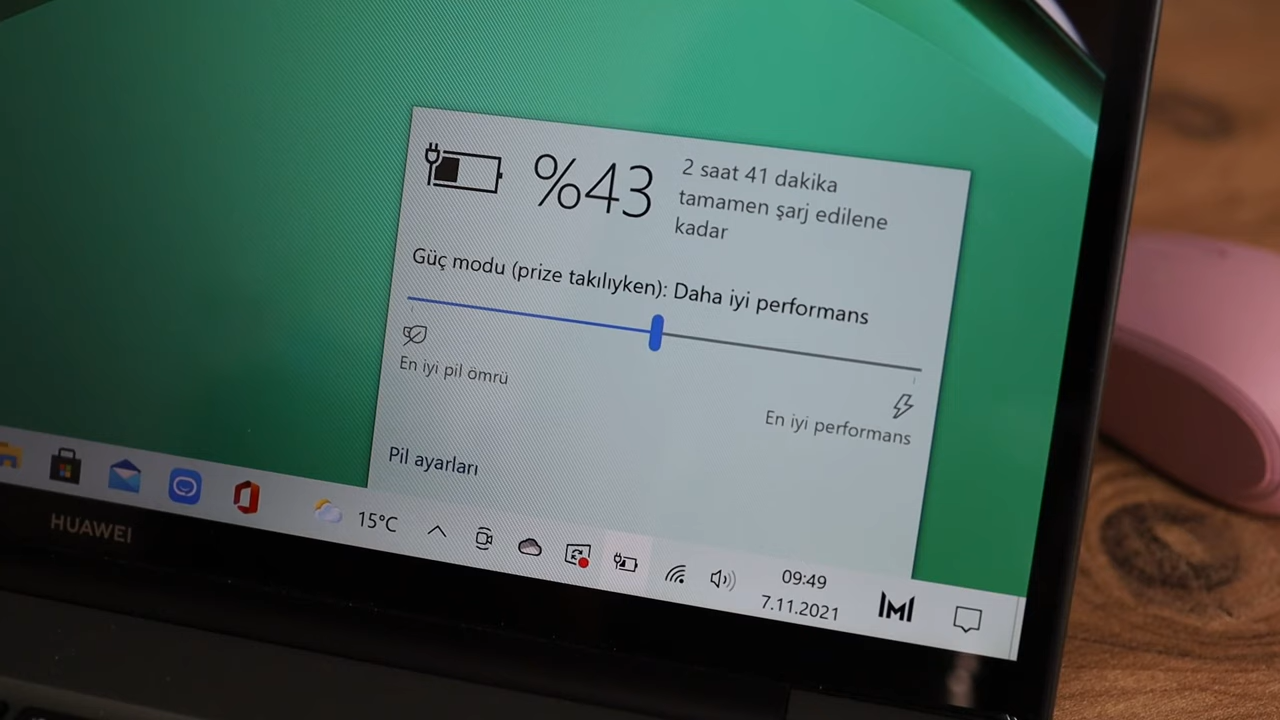 %43
2 saat 41 dakika
tamamen şarj edilene
kadar
Güç modu (prize takılıyken): Daha iyi performans
En iyi pil ömrü
En iyi performans
Pil ayarları
15°C
09:49
7.11.2021
HUAWEI